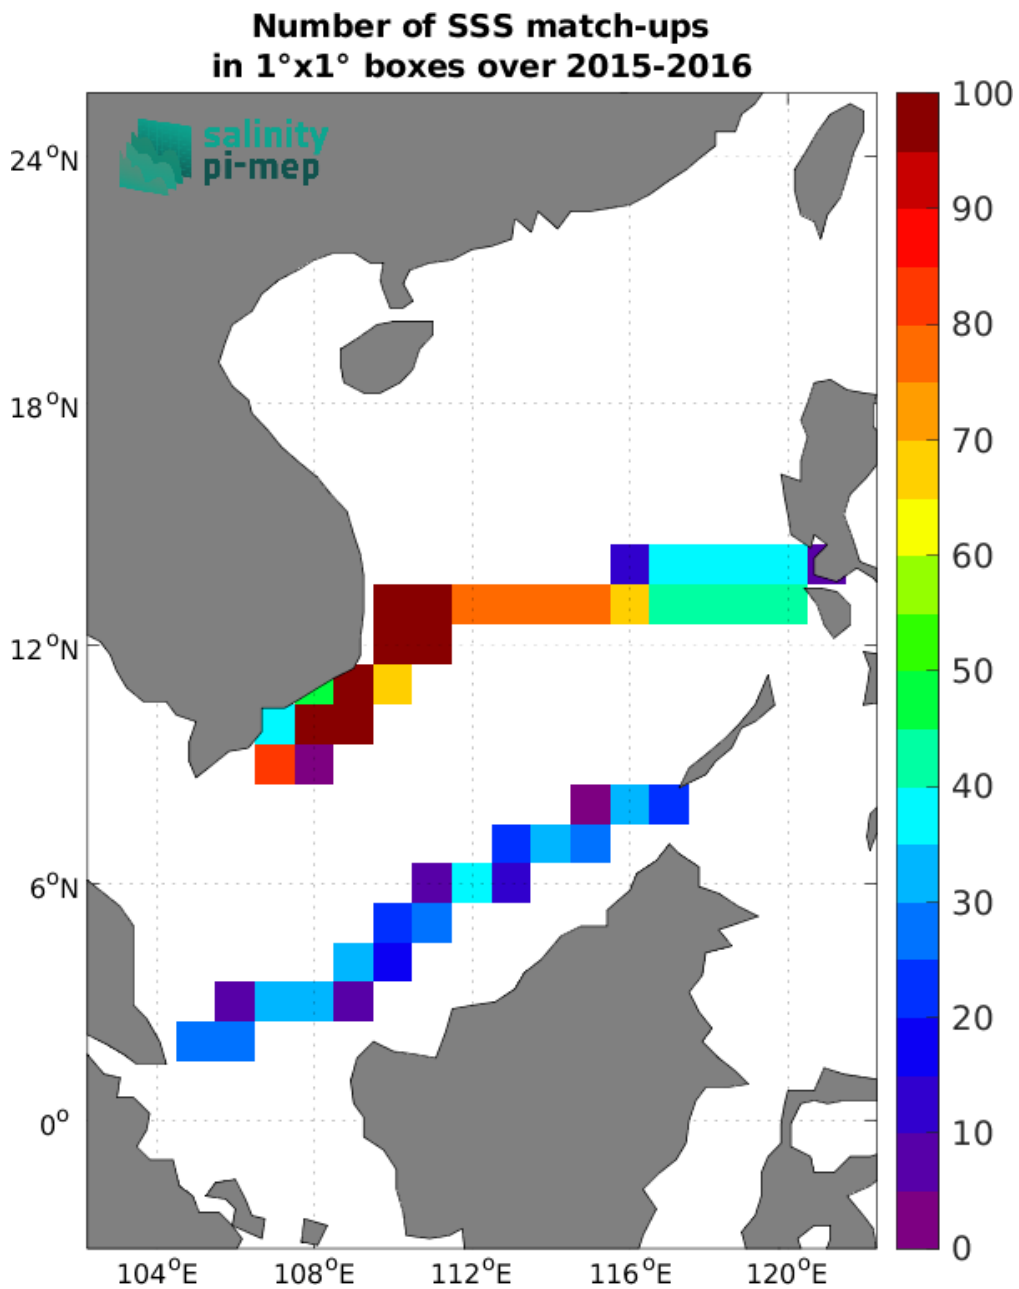 Number of SSS match-ups
in 1°x1° boxes over 2015-2016
salinity
pi-mep
24°N
18°N
12°N
6°N
0°
104°E
108°E
112°E
116°E
120°E
100
90
80
70
60
50
40
30
20
10
0